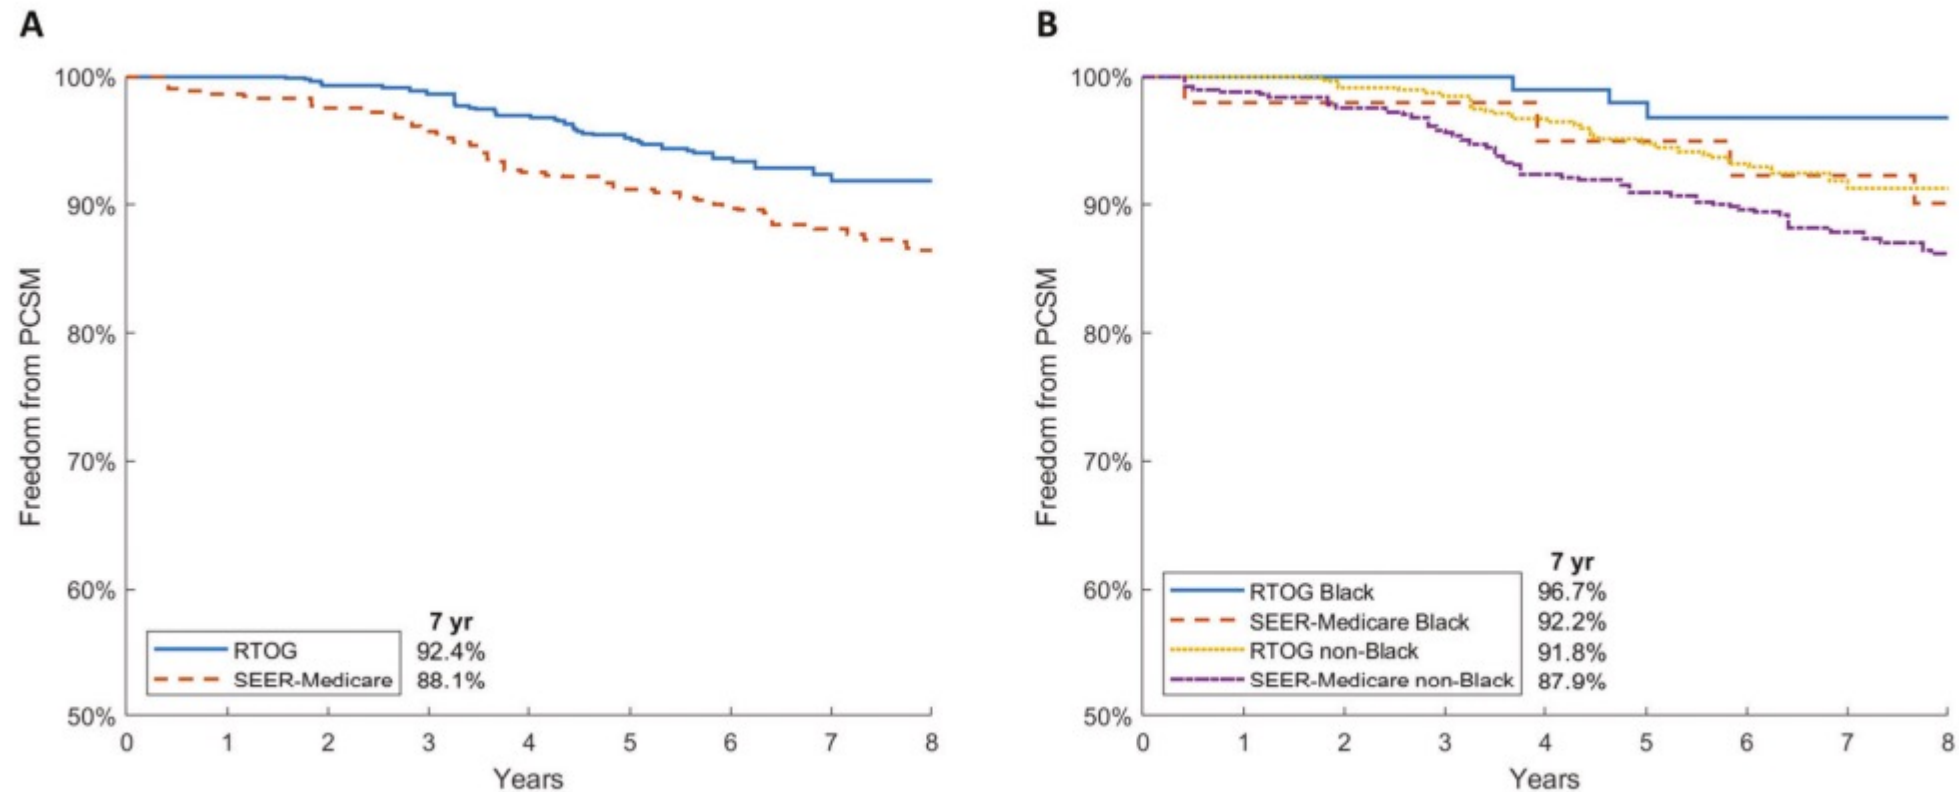 A
100%
90%
80%
70%
60%
50%
Freedom from PCSM
7 yr
RTOG 92.4%
SEER-Medicare 88.1%
0 1 2 3 4 5 6 7 8
Years
B
100%
90%
80%
70%
60%
50%
Freedom from PCSM
7 yr
RTOG Black 96.7%
SEER-Medicare Black 92.2%
RTOG non-Black 91.8%
SEER-Medicare non-Black 87.9%
0 1 2 3 4 5 6 7 8
Years